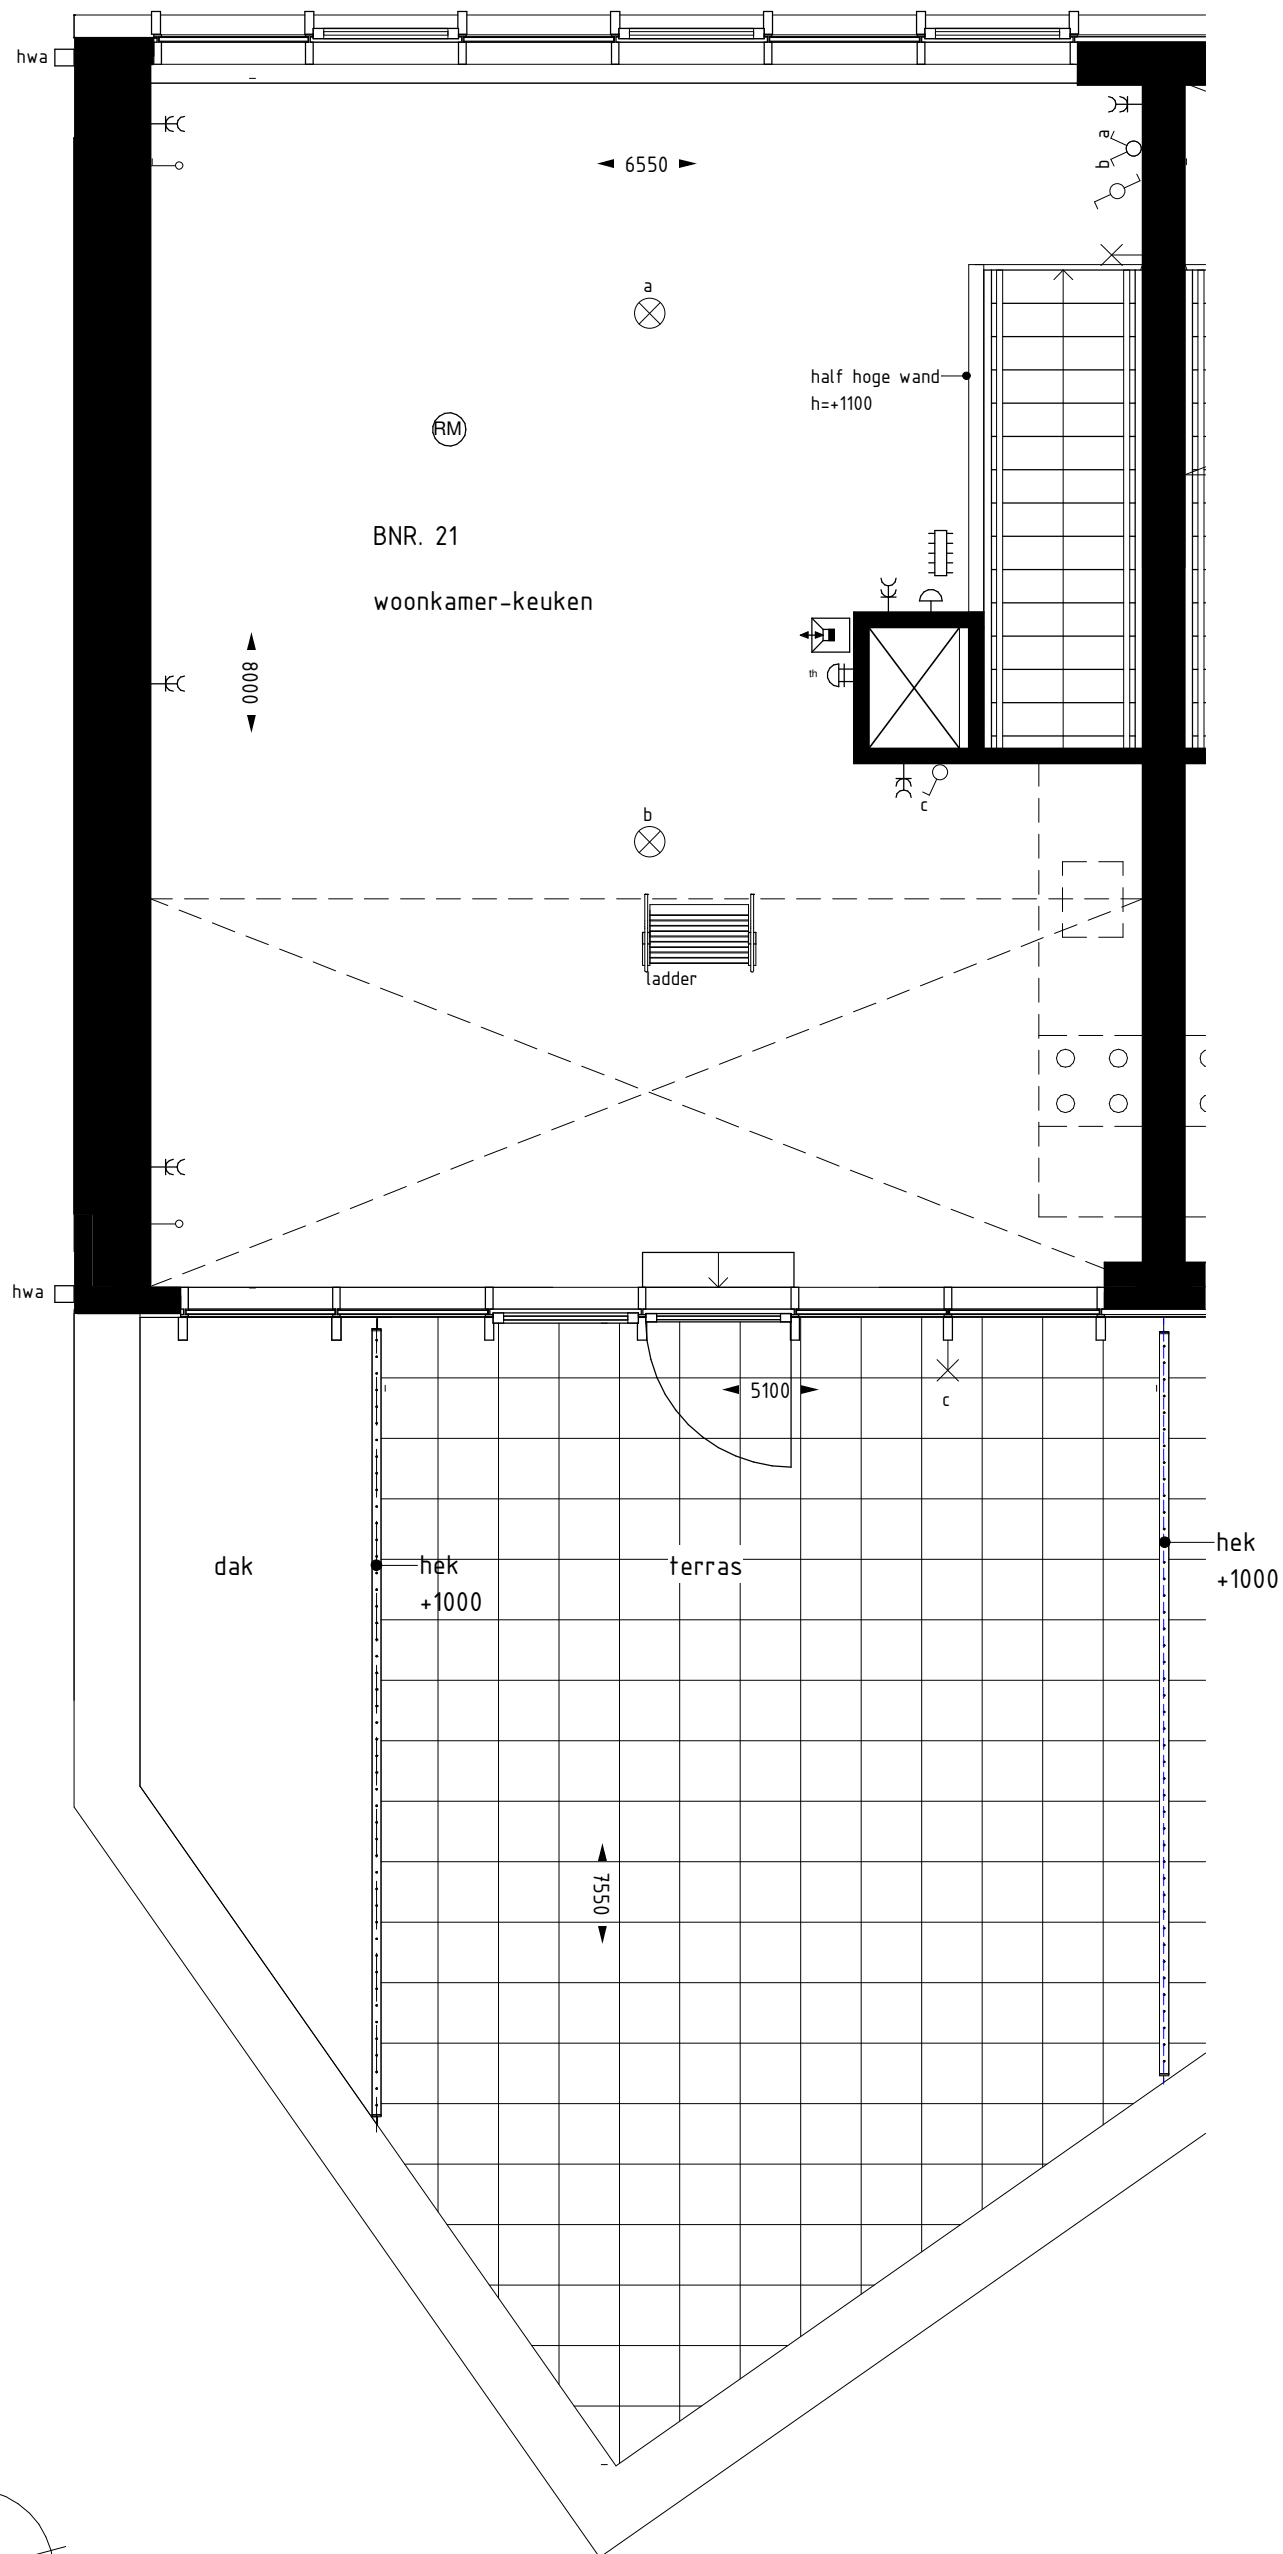 hwa
a
b
6550
a
half hoge wand
h=+1100
RM
BNR. 21
woonkamer-keuken
8000
th
c
b
ladder
hwa
5100
c
dak
hek
+1000
terras
hek
+1000
7550